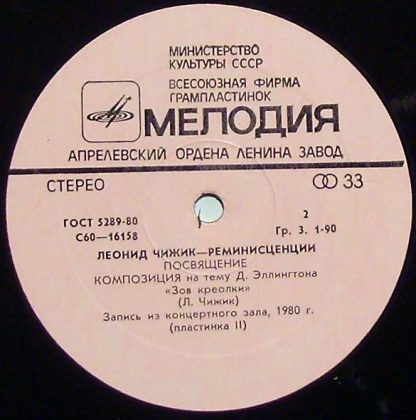 МИНИСТЕРСТВО
КУЛЬТУРЫ СССР
ВСЕСОЮЗНАЯ ФИРМА
ГРАМПЛАСТИНОК
МЕЛОДИЯ
АПРЕЛЕВСКИЙ ОРДЕНА ЛЕНИНА ЗАВОД
СТЕРЕО 33
ГОСТ 5289-80 2
С60—16158 Гр. 3. 1-90
ЛЕОНИД ЧИЖИК—РЕМИНИСЦЕНЦИИ
ПОСВЯЩЕНИЕ
КОМПОЗИЦИЯ на тему Д. Эллингтона
«Зов креолки»
(Л. Чижик)
Запись из концертного зала, 1980 г.
(пластинка II)